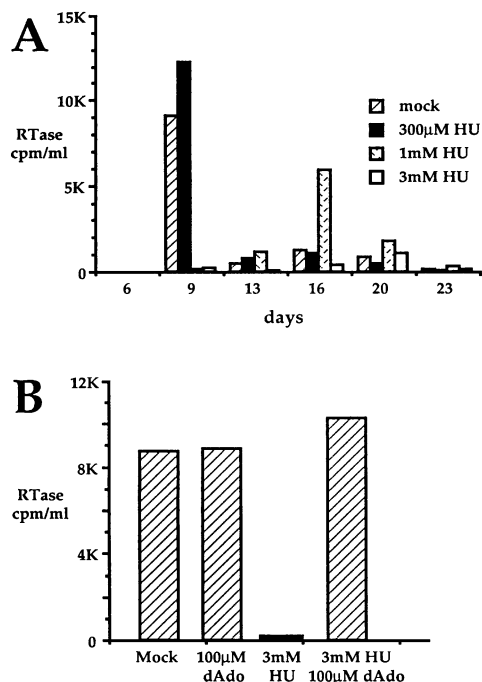 A
15K
10K
5K
0
RTase
cpm/ml
mock
300µM HU
1mM HU
3mM HU
6 9 13 16 20 23
days
B
12K
8K
4K
0
RTase
cpm/ml
Mock 100µM 3mM 3mM HU
dAdo HU 100µM dAdo